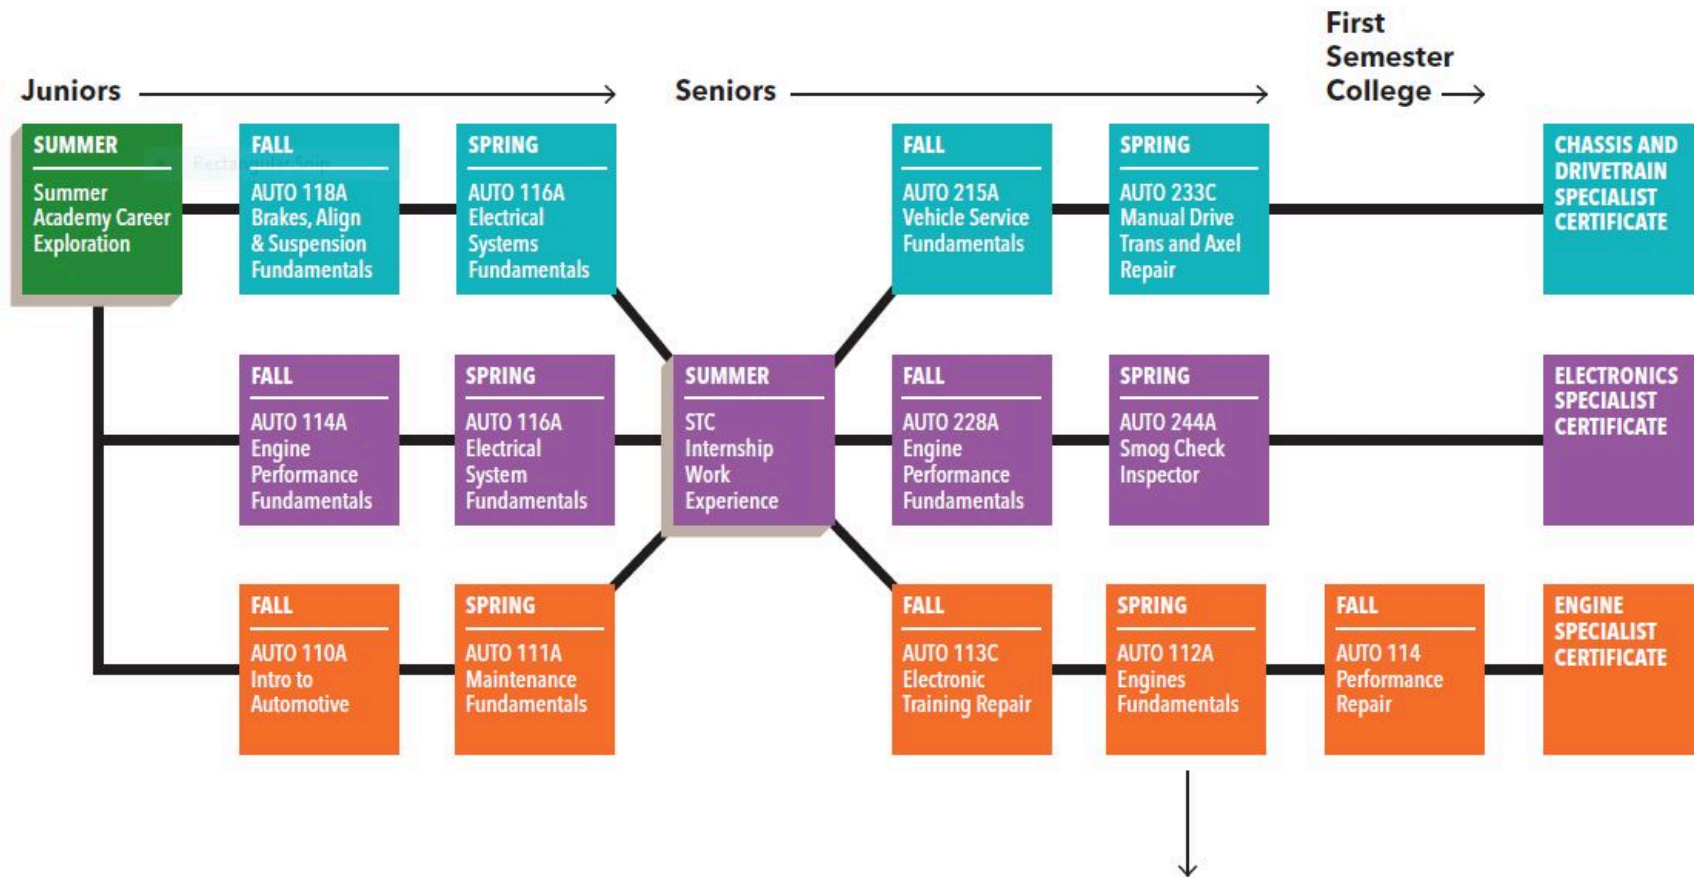 First
Semester
College
Juniors
Seniors
SUMMER
Summer
Academy Career
Exploration
FALL
AUTO 118A
Brakes, Align
& Suspension
Fundamentals
SPRING
AUTO 116A
Electrical
Systems
Fundamentals
FALL
AUTO 215A
Vehicle Service
Fundamentals
SPRING
AUTO 233C
Manual Drive
Trans and Axel
Repair
CHASSIS AND
DRIVETRAIN
SPECIALIST
CERTIFICATE
Rectangular Snip
FALL
AUTO 114A
Engine
Performance
Fundamentals
SPRING
AUTO 116A
Electrical
System
Fundamentals
SUMMER
STC
Internship
Work
Experience
FALL
AUTO 228A
Engine
Performance
Fundamentals
SPRING
AUTO 244A
Smog Check
Inspector
ELECTRONICS
SPECIALIST
CERTIFICATE
FALL
AUTO 110A
Intro to
Automotive
SPRING
AUTO 111A
Maintenance
Fundamentals
FALL
AUTO 113C
Electronic
Training Repair
SPRING
AUTO 112A
Engines
Fundamentals
FALL
AUTO 114
Performance
Repair
ENGINE
SPECIALIST
CERTIFICATE